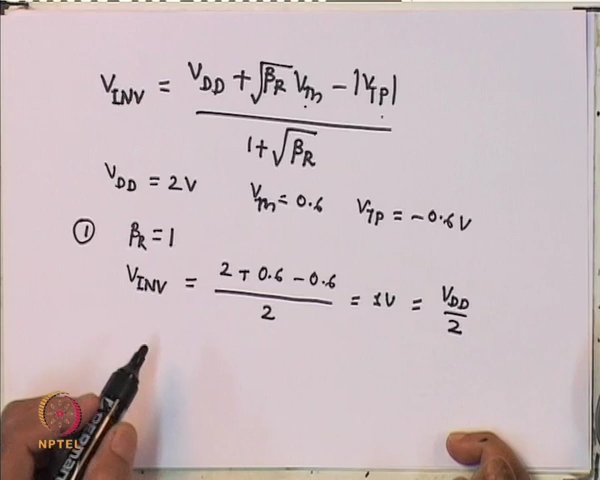 V_INV = (V_DD + √β_R V_Tn − |V_Tp|) / (1 + √β_R)
V_DD = 2V V_Tn = 0.6 V_Tp = −0.6V
① β_R = 1
V_INV = (2 + 0.6 − 0.6) / 2 = 1V = V_DD / 2
NPTEL